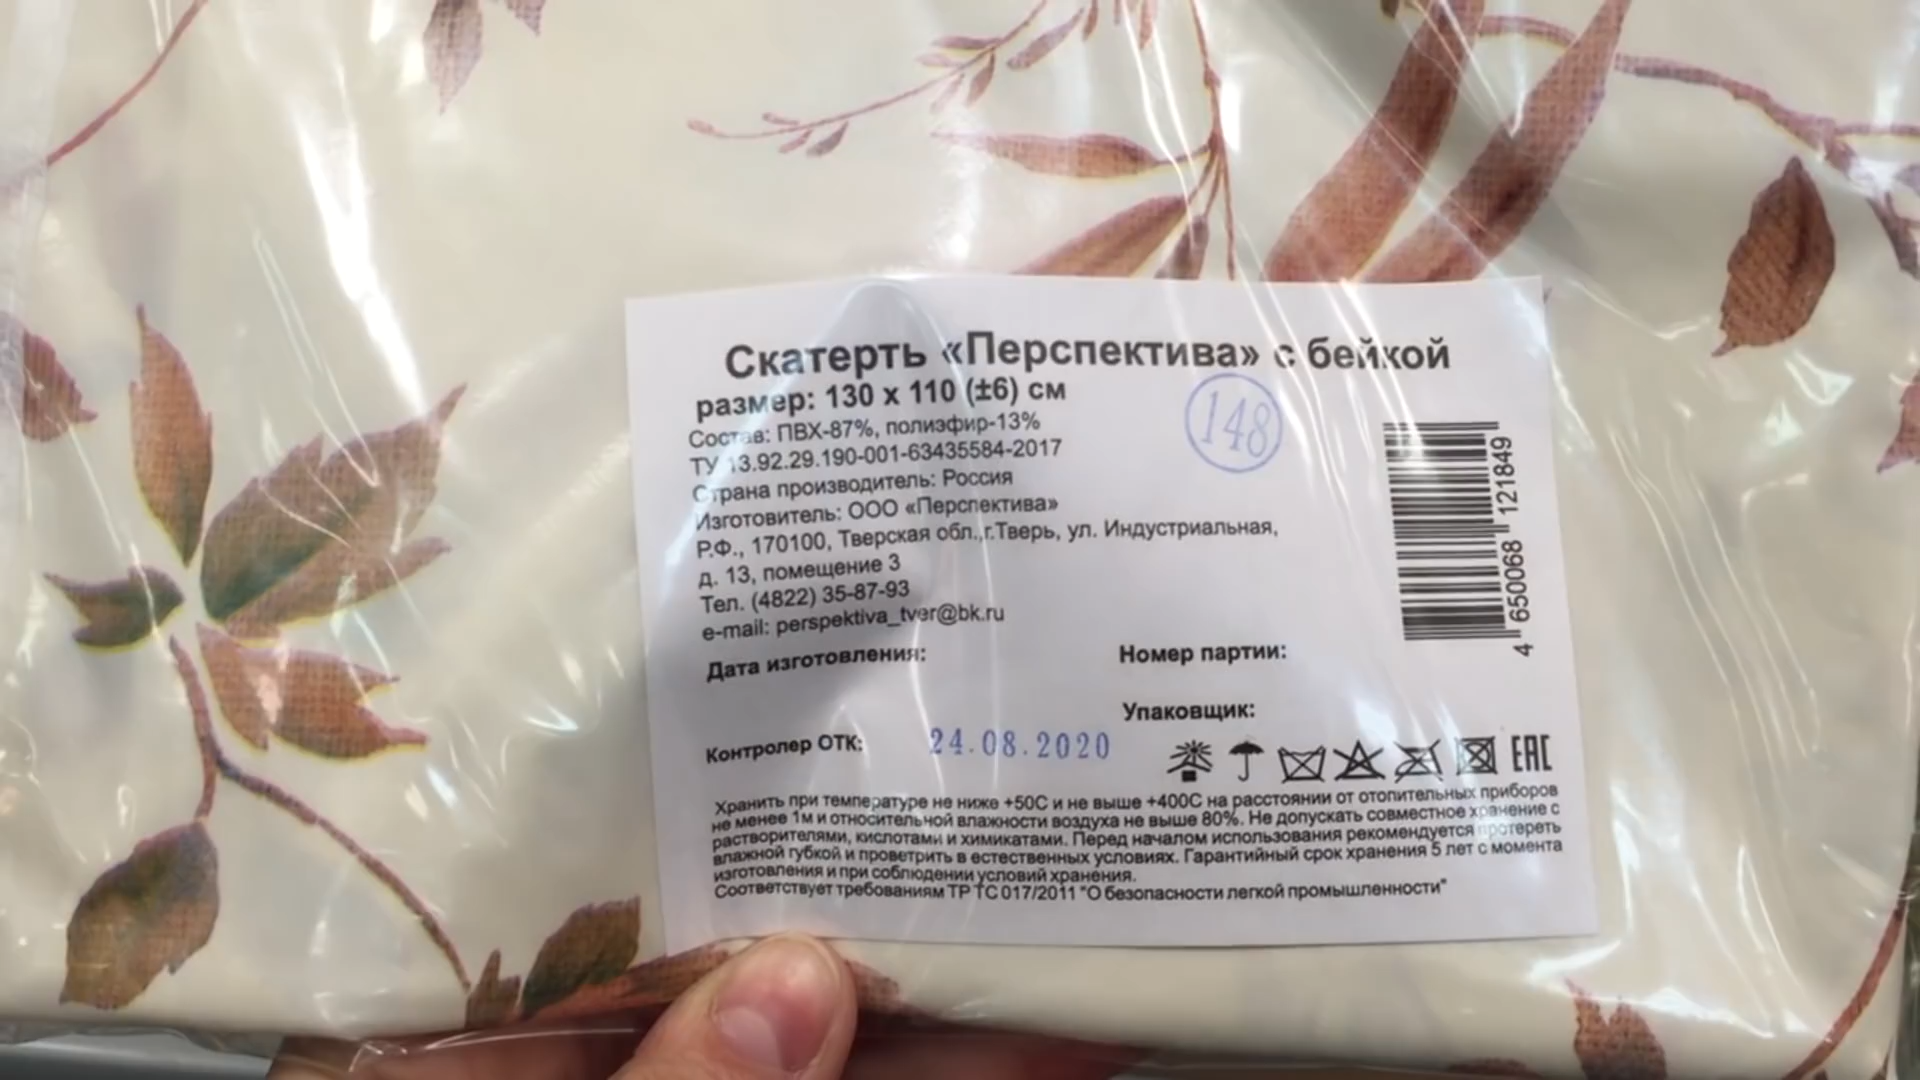 Скатерть «Перспектива» с бейкой
размер: 130 х 110 (±6) см
148
Состав: ПВХ-87%, полиэфир-13%
ТУ 13.92.29.190-001-63435584-2017
Страна производитель: Россия
Изготовитель: ООО «Перспектива»
Р.Ф., 170100, Тверская обл.,г.Тверь, ул. Индустриальная,
д. 13, помещение 3
Тел. (4822) 35-87-93
e-mail: perspektiva_tver@bk.ru
4 650068 121849
Дата изготовления:
Номер партии:
Упаковщик:
Контролер ОТК:
24.08.2020
ЕАС
Хранить при температуре не ниже +50С и не выше +400С на расстоянии от отопительных приборов
не менее 1м и относительной влажности воздуха не выше 80%. Не допускать совместное хранение с
растворителями, кислотами и химикатами. Перед началом использования рекомендуется протереть
влажной губкой и проветрить в естественных условиях. Гарантийный срок хранения 5 лет с момента
изготовления и при соблюдении условий хранения.
Соответствует требованиям ТР ТС 017/2011 "О безопасности легкой промышленности"